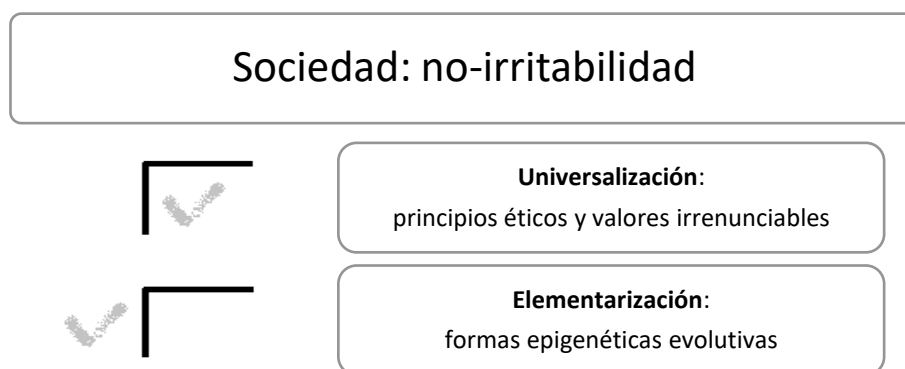 Sociedad: no-irritabilidad
Universalización:
principios éticos y valores irrenunciables
Elementarización:
formas epigenéticas evolutivas